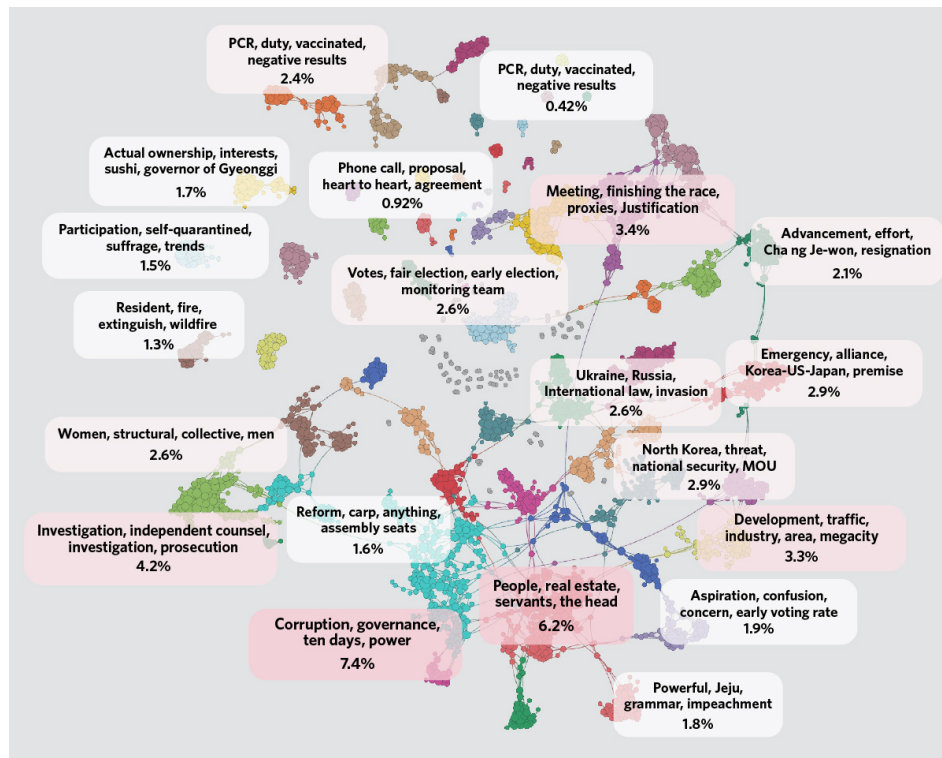 PCR, duty, vaccinated,
negative results
2.4%
PCR, duty, vaccinated,
negative results
0.42%
Actual ownership, interests,
sushi, governor of Gyeonggi
1.7%
Phone call, proposal,
heart to heart, agreement
0.92%
Meeting, finishing the race,
proxies, Justification
3.4%
Participation, self-quarantined,
suffrage, trends
1.5%
Advancement, effort,
Cha ng Je-won, resignation
2.1%
Votes, fair election, early election,
monitoring team
2.6%
Resident, fire,
extinguish, wildfire
1.3%
Ukraine, Russia,
International law, invasion
2.6%
Emergency, alliance,
Korea-US-Japan, premise
2.9%
Women, structural, collective, men
2.6%
North Korea, threat,
national security, MOU
2.9%
Reform, carp, anything,
assembly seats
1.6%
Investigation, independent counsel,
investigation, prosecution
4.2%
Development, traffic,
industry, area, megacity
3.3%
People, real estate,
servants, the head
6.2%
Aspiration, confusion,
concern, early voting rate
1.9%
Corruption, governance,
ten days, power
7.4%
Powerful, Jeju,
grammar, impeachment
1.8%